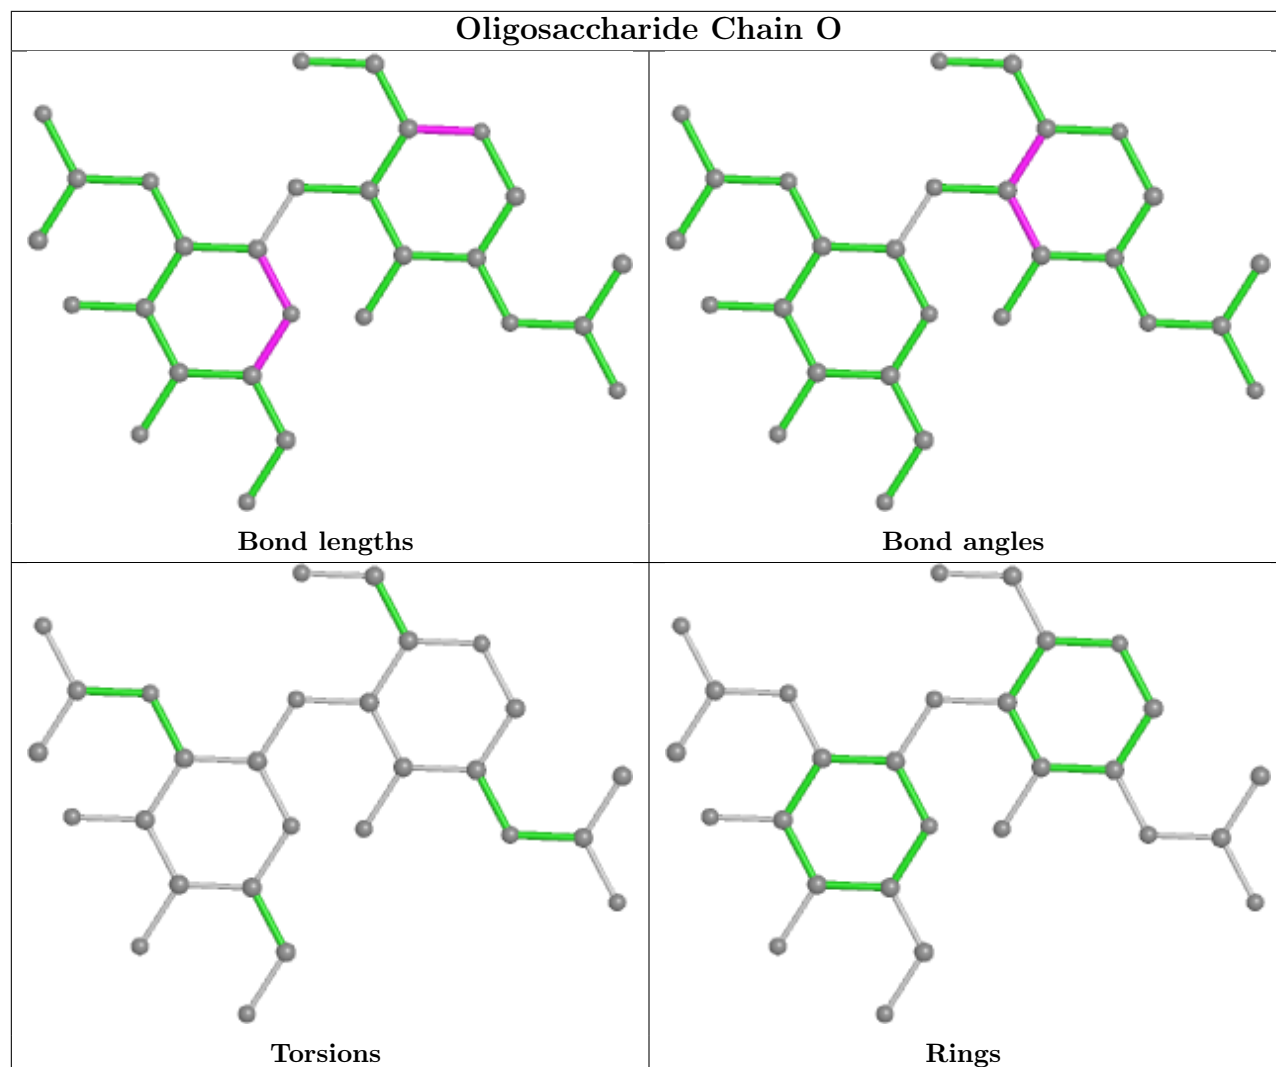 Oligosaccharide Chain O
Bond lengths
Bond angles
Torsions
Rings